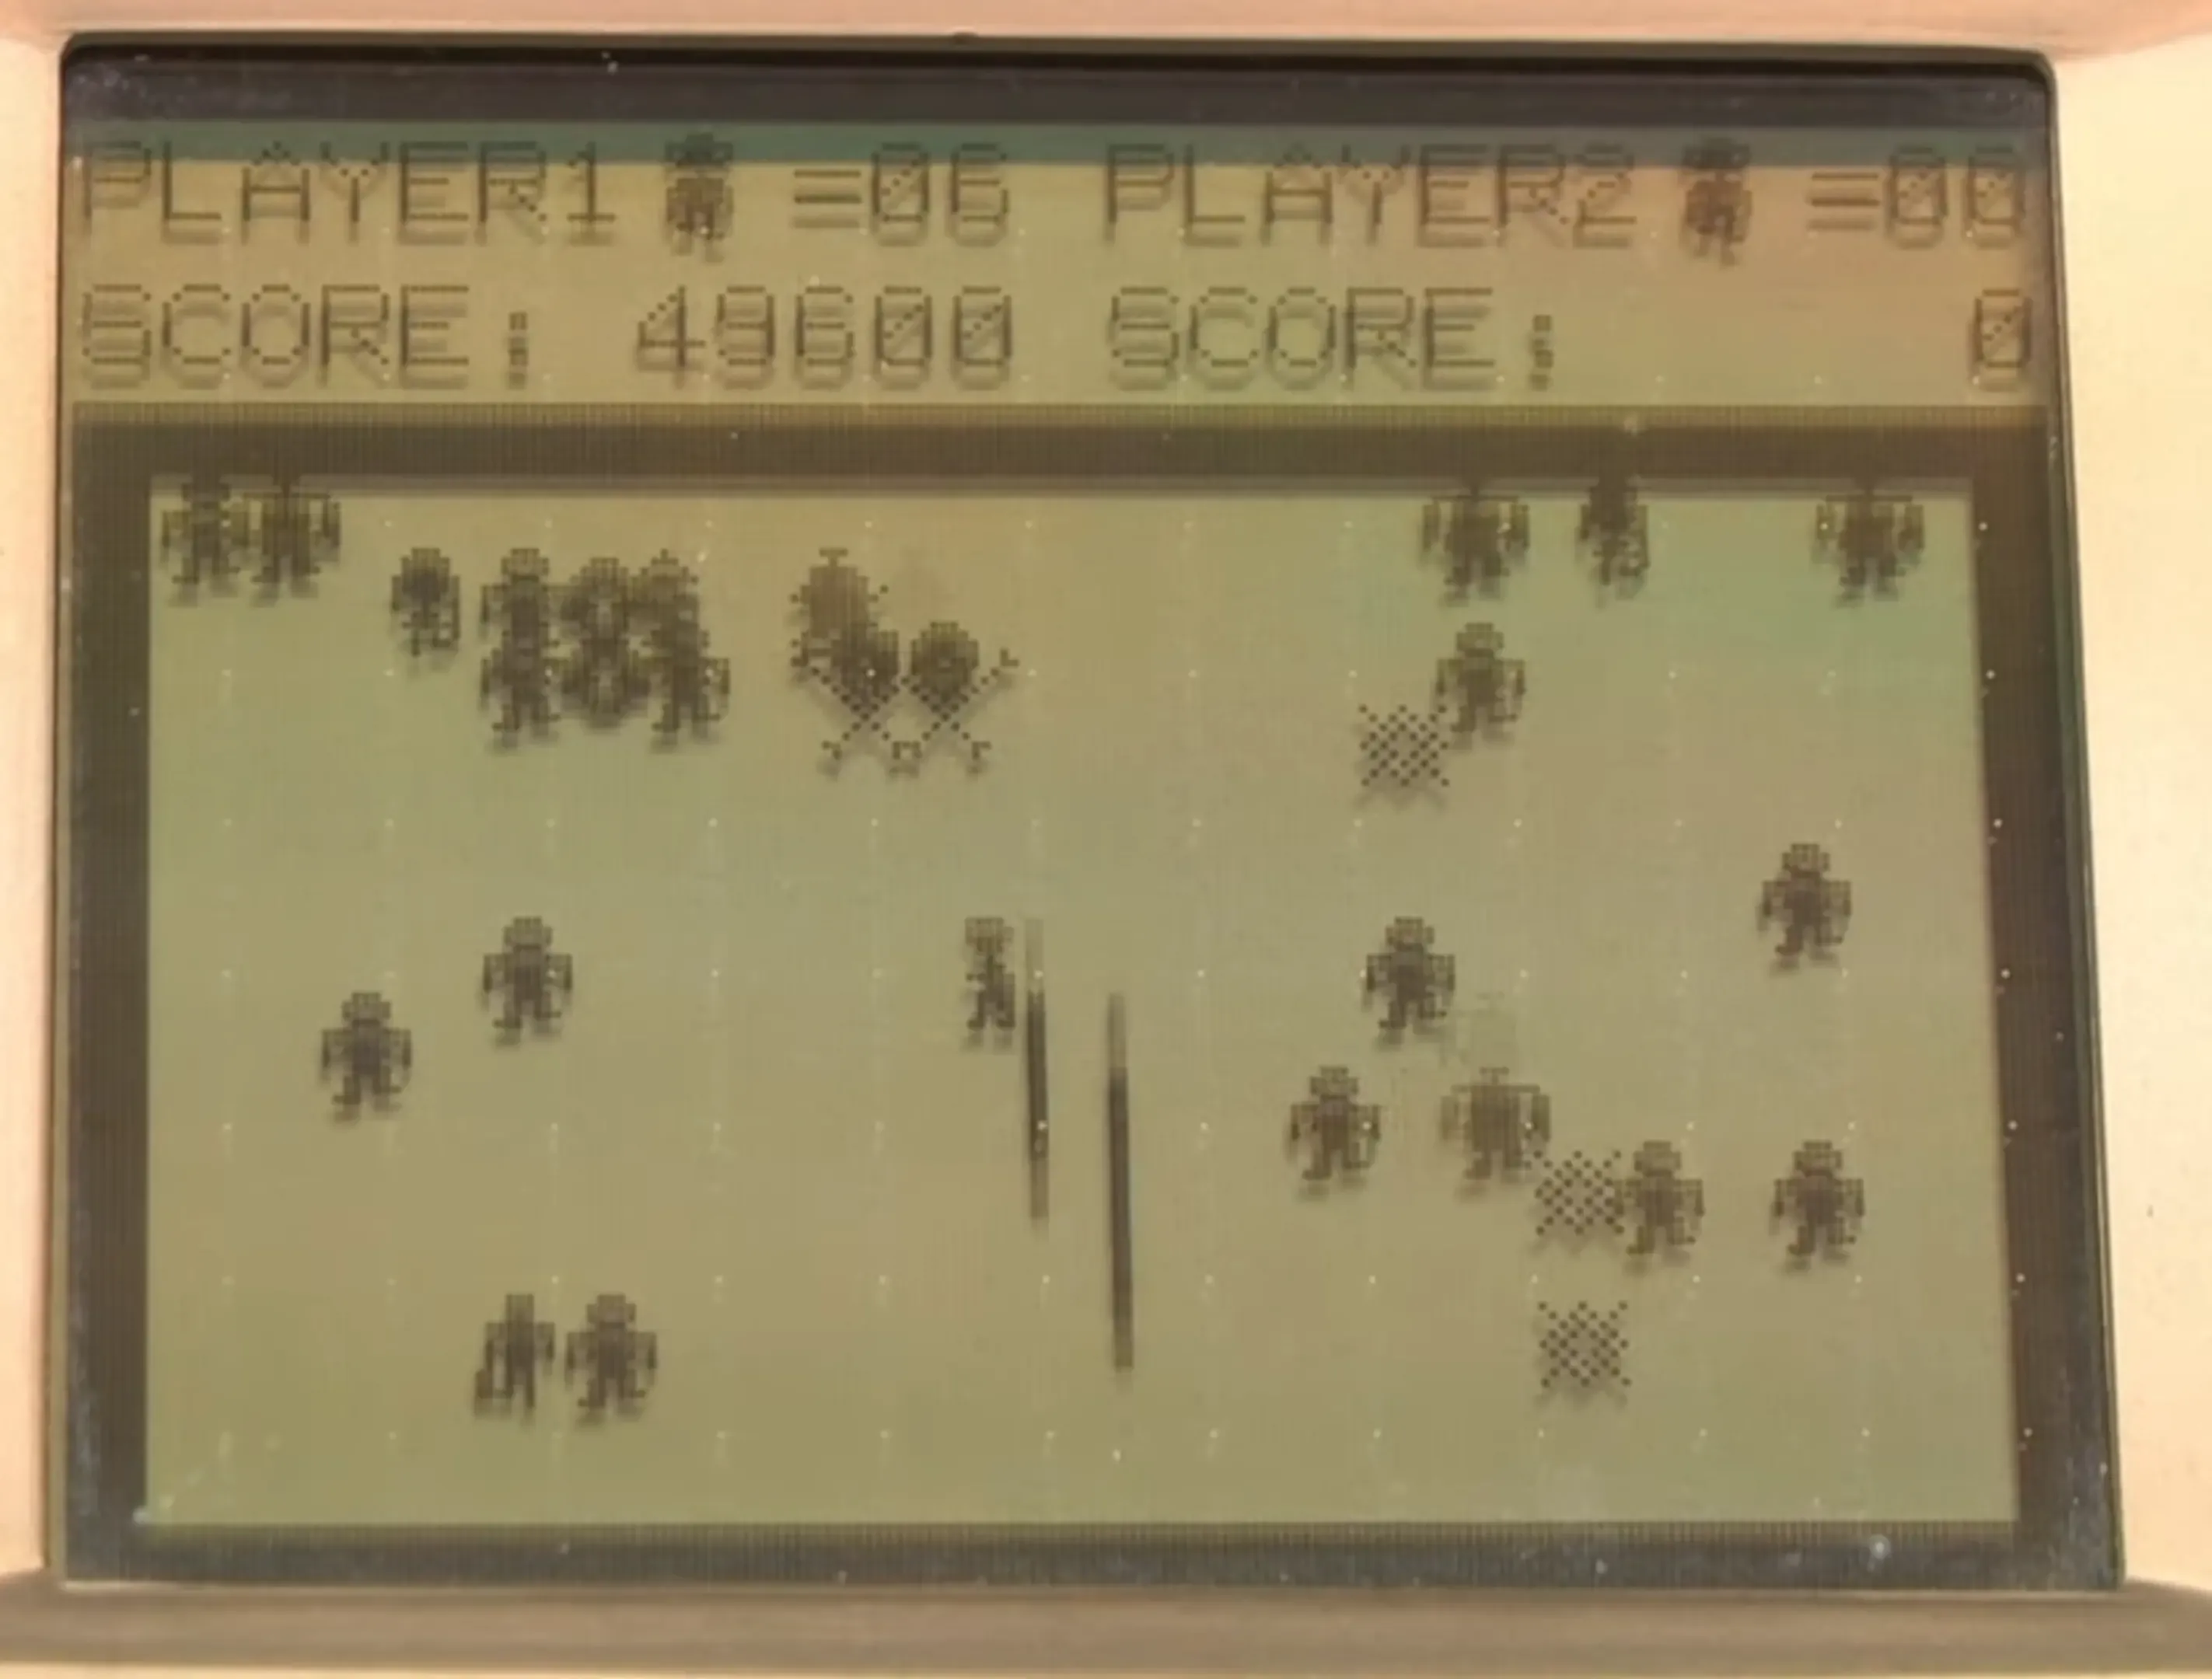 PLAYER1 =06 PLAYER2 =00
SCORE: 49600 SCORE: 0